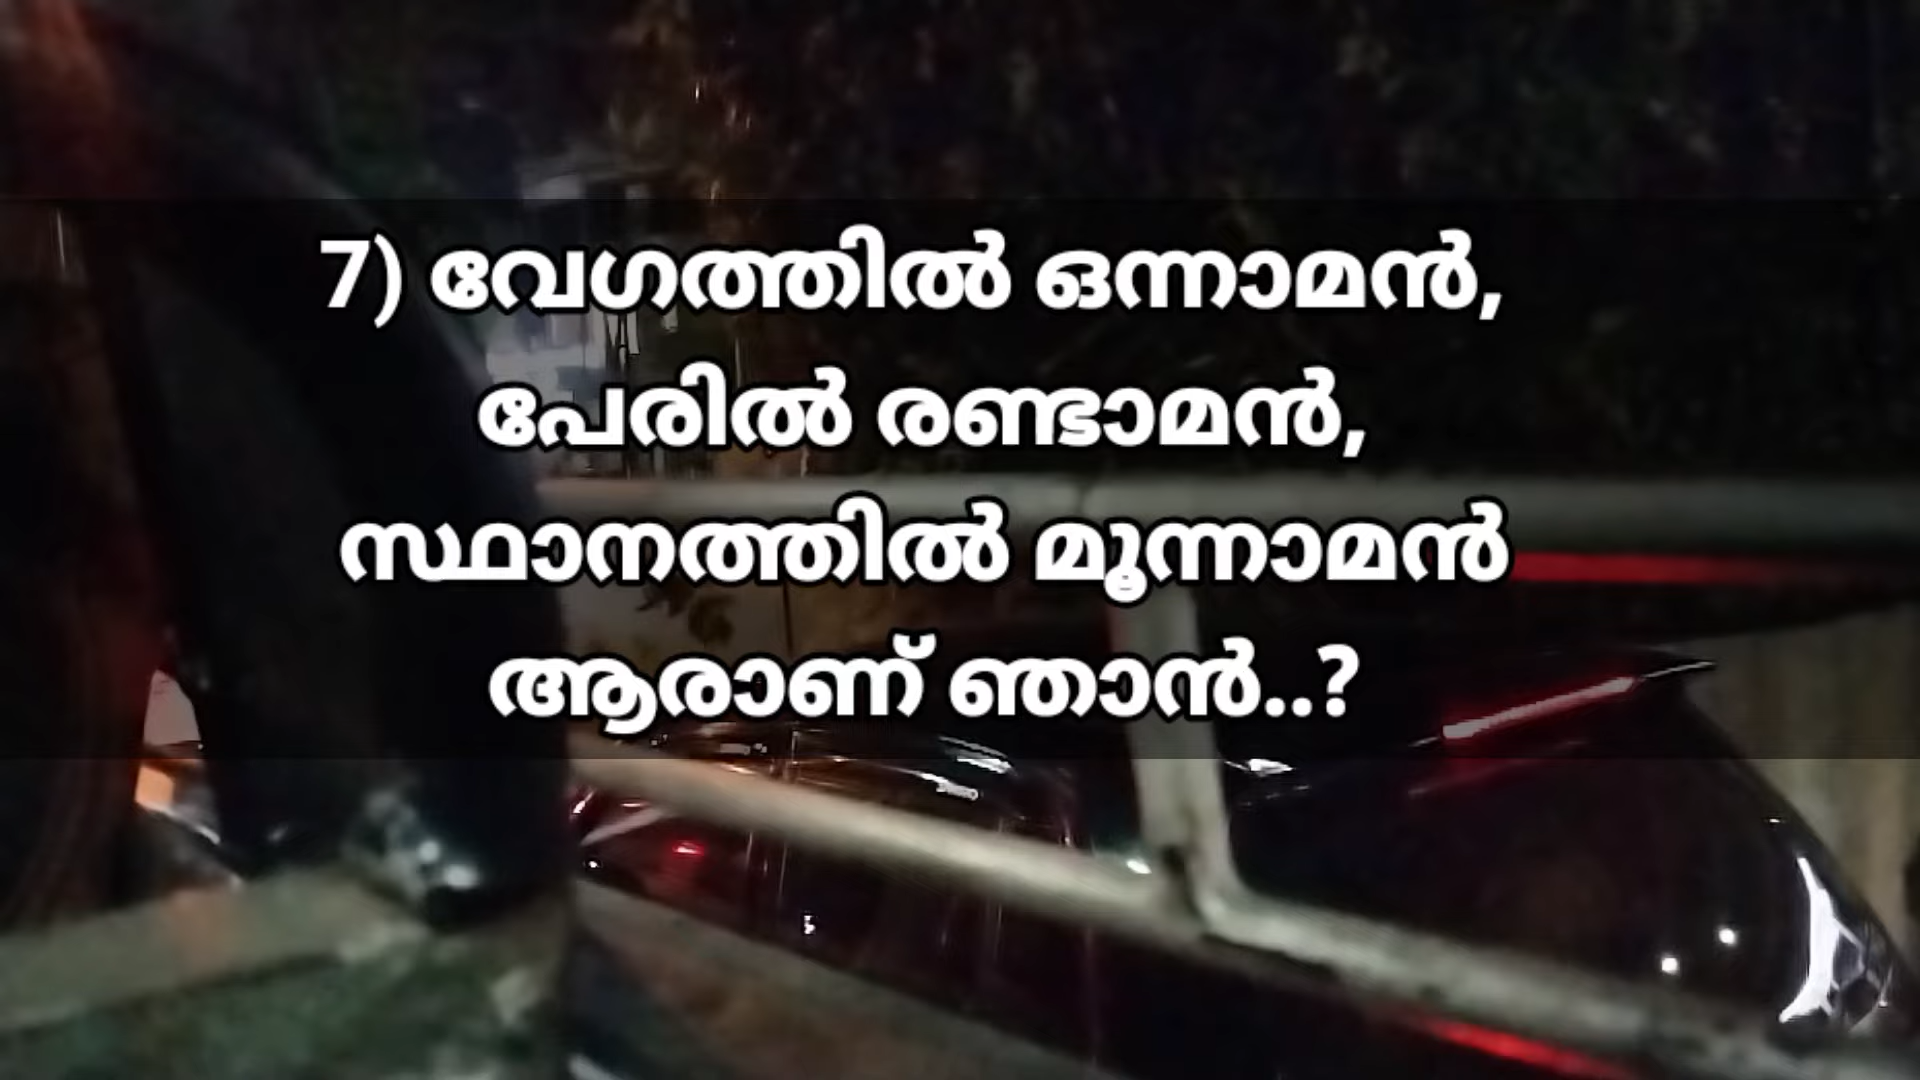 7) വേഗത്തിൽ ഒന്നാമൻ,
പേരിൽ രണ്ടാമൻ,
സ്ഥാനത്തിൽ മൂന്നാമൻ
ആരാണ് ഞാൻ..?